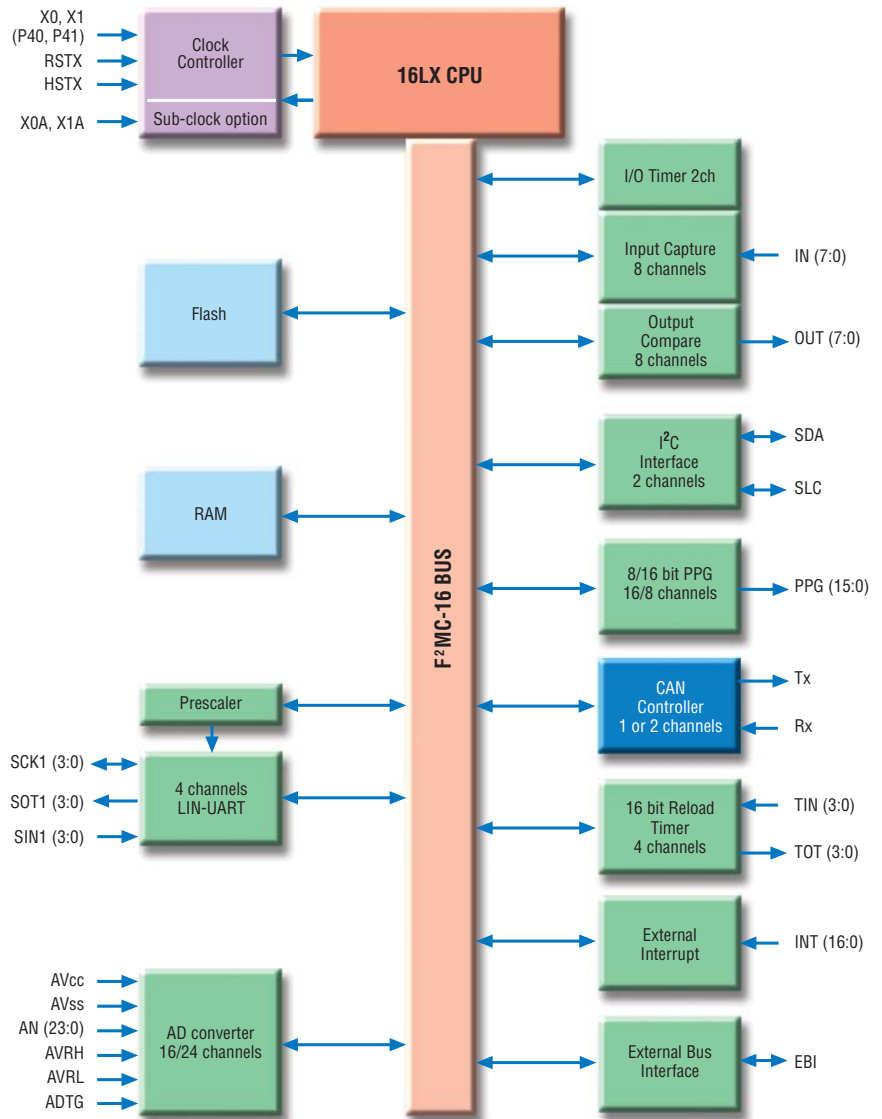 X0, X1
(P40, P41)
RSTX
HSTX
X0A, X1A
Clock
Controller
Sub-clock option
16LX CPU
F²MC-16 BUS
Flash
RAM
Prescaler
SCK1 (3:0)
SOT1 (3:0)
SIN1 (3:0)
4 channels
LIN-UART
AVcc
AVss
AN (23:0)
AVRH
AVRL
ADTG
AD converter
16/24 channels
I/O Timer 2ch
Input Capture
8 channels
IN (7:0)
Output
Compare
8 channels
OUT (7:0)
I²C
Interface
2 channels
SDA
SLC
8/16 bit PPG
16/8 channels
PPG (15:0)
CAN
Controller
1 or 2 channels
Tx
Rx
16 bit Reload
Timer
4 channels
TIN (3:0)
TOT (3:0)
External
Interrupt
INT (16:0)
External Bus
Interface
EBI